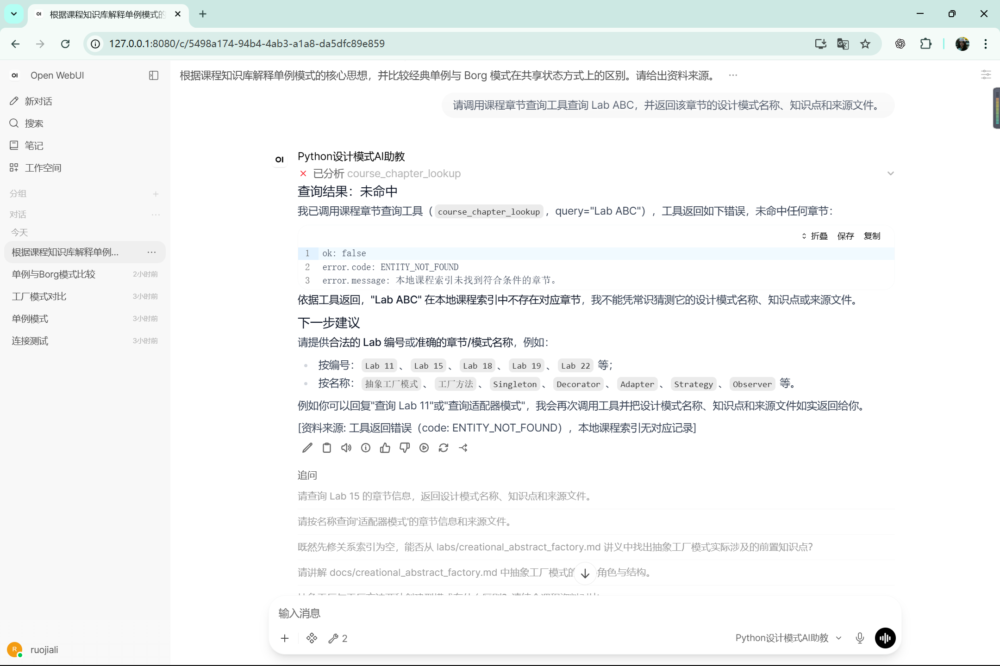 根据课程知识库解释单例模式的
127.0.0.1:8080/c/5498a174-94b4-4ab3-a1a8-da5dfc89e859
OI Open WebUI
新对话
搜索
笔记
工作空间
分组
对话
今天
根据课程知识库解释单例...
单例与Borg模式比较 2小时前
工厂模式对比 3小时前
单例模式 3小时前
连接测试 3小时前
R ruojiali
根据课程知识库解释单例模式的核心思想，并比较经典单例与 Borg 模式在共享状态方式上的区别。请给出资料来源。 ...
请调用课程章节查询工具查询 Lab ABC，并返回该章节的设计模式名称、知识点和来源文件。
OI Python设计模式AI助教
已分析 course_chapter_lookup
查询结果：未命中
我已调用课程章节查询工具（course_chapter_lookup，query="Lab ABC"），工具返回如下错误，未命中任何章节：
折叠 保存 复制
1 ok: false
2 error.code: ENTITY_NOT_FOUND
3 error.message: 本地课程索引未找到符合条件的章节。
依据工具返回，"Lab ABC" 在本地课程索引中不存在对应章节，我不能凭常识猜测它的设计模式名称、知识点或来源文件。
下一步建议
请提供合法的 Lab 编号或准确的章节/模式名称，例如：
按编号：Lab 11、Lab 15、Lab 18、Lab 19、Lab 22 等；
按名称：抽象工厂模式、工厂方法、Singleton、Decorator、Adapter、Strategy、Observer 等。
例如你可以回复"查询 Lab 11"或"查询适配器模式"，我会再次调用工具并把设计模式名称、知识点和来源文件如实返回给你。
[资料来源: 工具返回错误（code: ENTITY_NOT_FOUND），本地课程索引无对应记录]
追问
请查询 Lab 15 的章节信息，返回设计模式名称、知识点和来源文件。
请按名称查询'适配器模式'的章节信息和来源文件。
既然先修关系索引为空，能否从 labs/creational_abstract_factory.md 讲义中找出抽象工厂模式实际涉及的前置知识点？
请讲解 docs/creational_abstract_factory.md 中抽象工厂模式的 角色与结构。
输入消息
2
Python设计模式AI助教